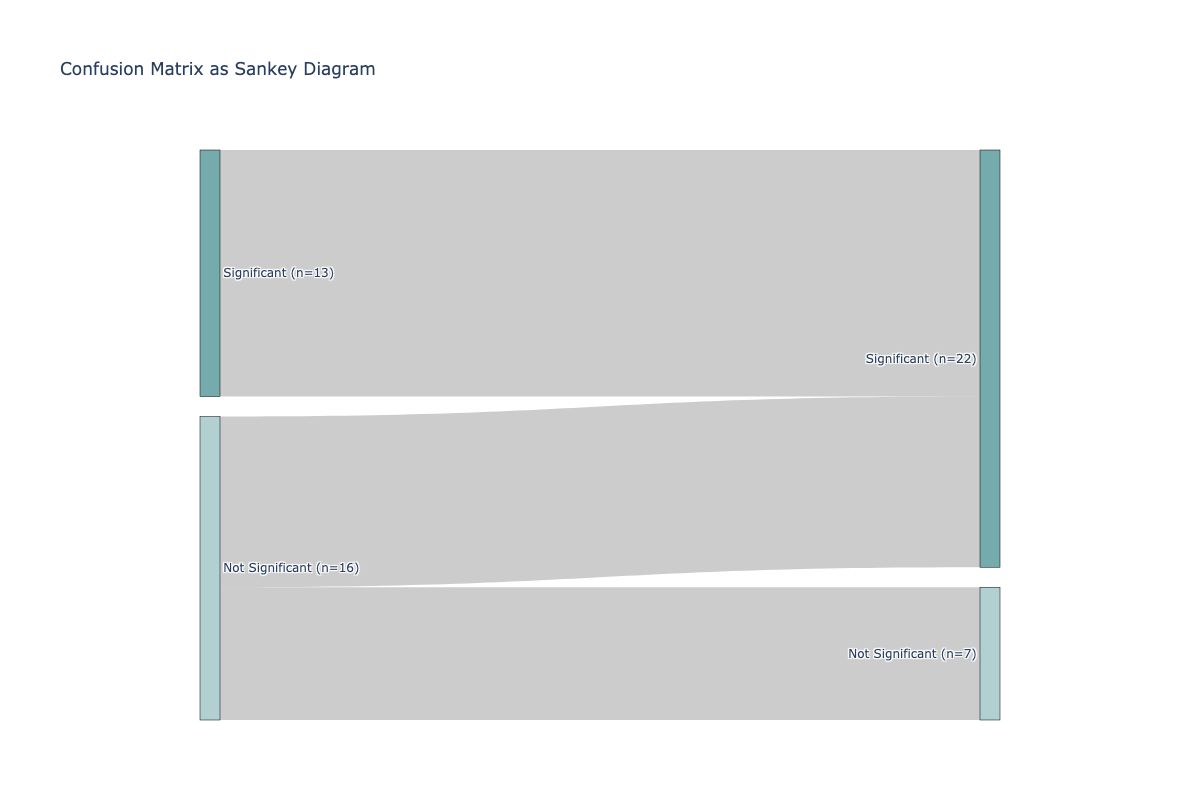 Confusion Matrix as Sankey Diagram
Significant (n=13)
Significant (n=22)
Not Significant (n=16)
Not Significant (n=7)